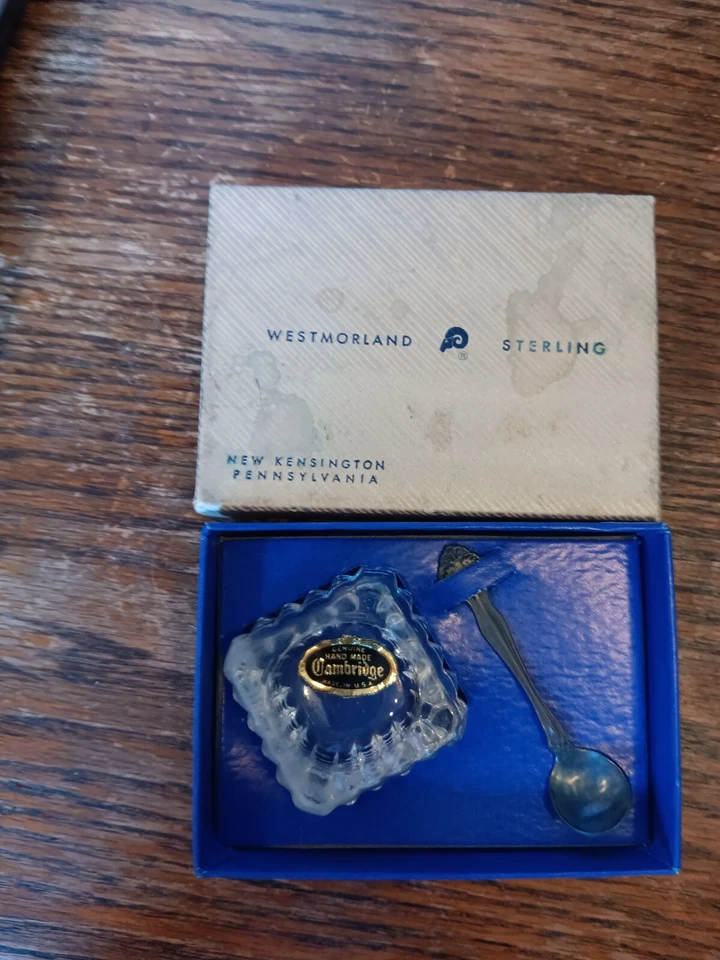 WESTMORLAND ® STERLING
NEW KENSINGTON
PENNSYLVANIA
GENUINE
HAND MADE
Cambridge
MADE IN U.S.A.